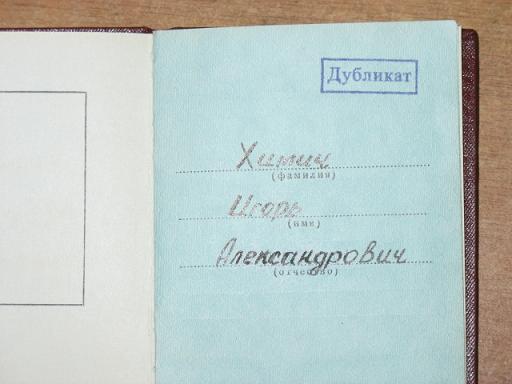 Дубликат
Химич
(фамилия)
Игорь
(имя)
Александрович
(отчество)